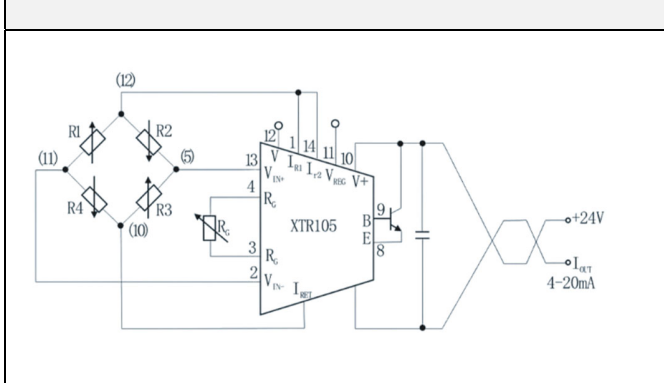 (12)
R1
R2
(11)
(5)
R4
R3
(10)
12
1
14
11
10
13
V
I_R1
I_r2
V_REG
V+
V_IN+
4
R_G
R_G
XTR105
B
9
E
8
3
R_G
2
V_IN-
I_RET
+24V
I_OUT
4-20mA